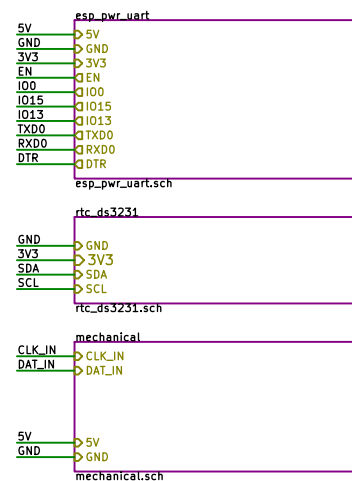 esp_pwr_uart
5V 5V
GND GND
3V3 3V3
EN EN
IO0 IO0
IO15 IO15
IO13 IO13
TXD0 TXD0
RXD0 RXD0
DTR DTR
esp_pwr_uart.sch
rtc_ds3231
GND GND
3V3 3V3
SDA SDA
SCL SCL
rtc_ds3231.sch
mechanical
CLK_IN CLK_IN
DAT_IN DAT_IN
5V 5V
GND GND
mechanical.sch